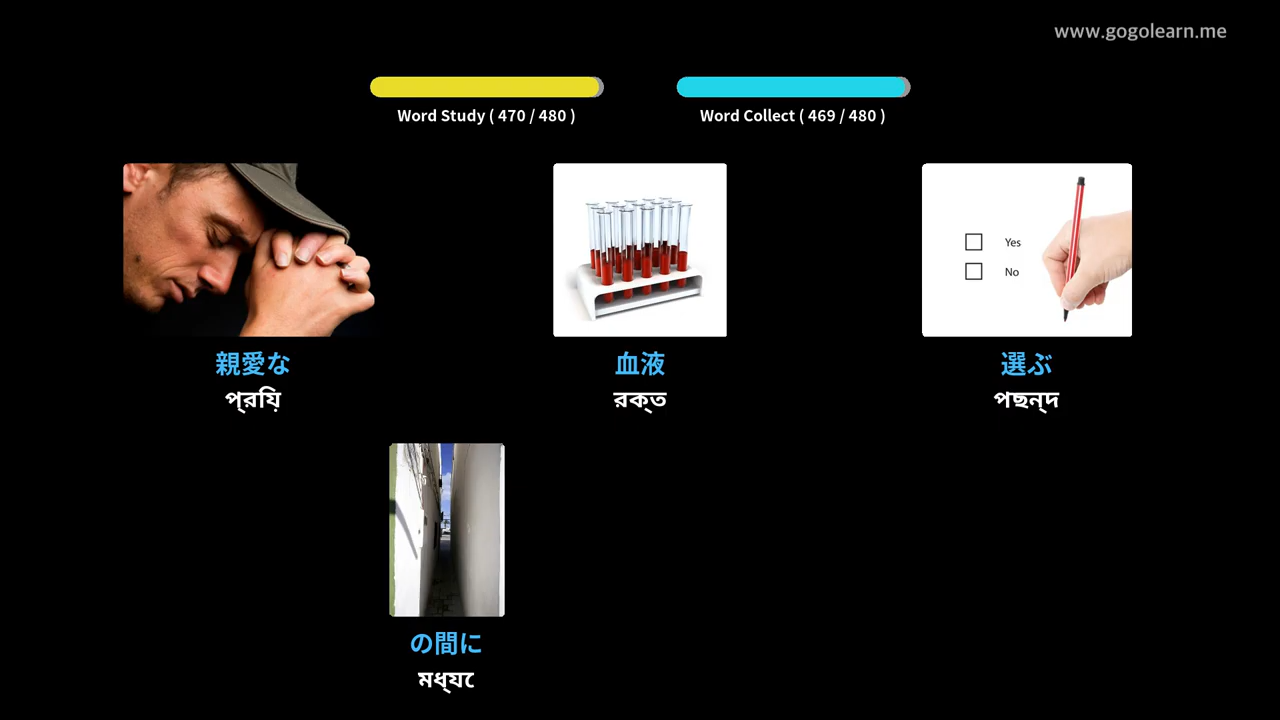 www.gogolearn.me
Word Study ( 470 / 480 )
Word Collect ( 469 / 480 )
Yes
No
親愛な
প্রিয়
血液
রক্ত
選ぶ
পছন্দ
の間に
মধ্যে